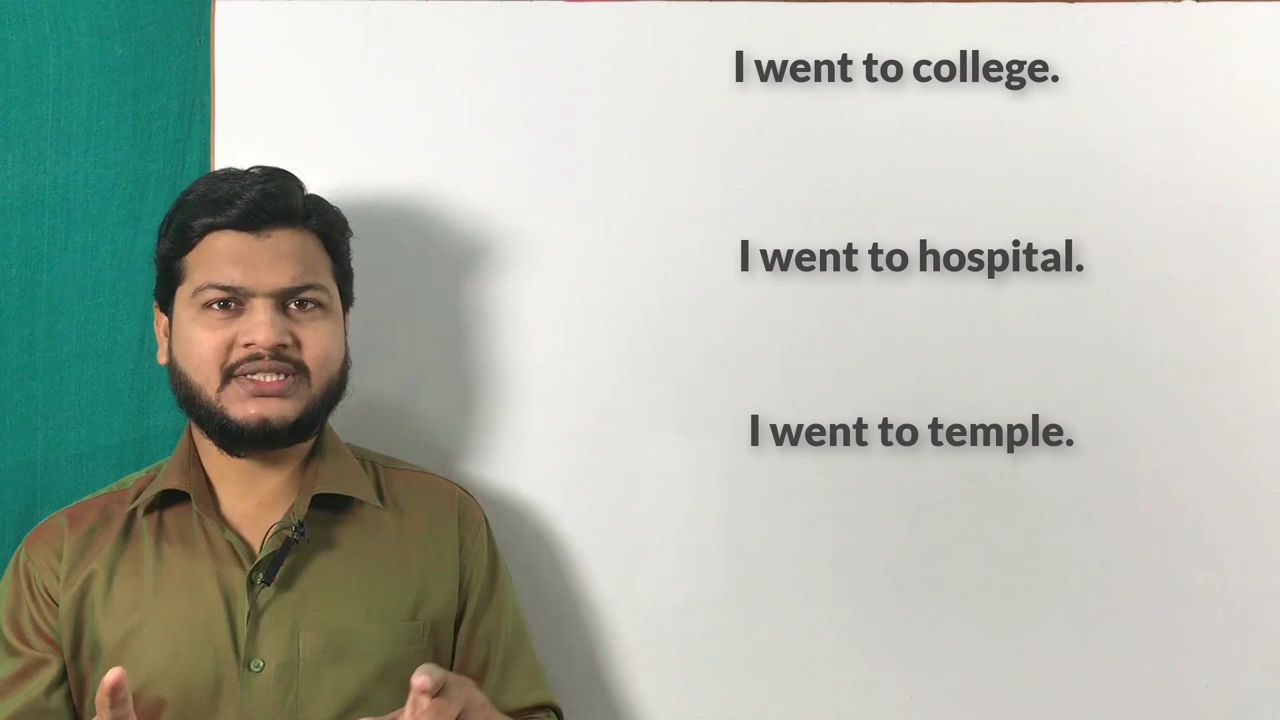 I went to college.
I went to hospital.
I went to temple.